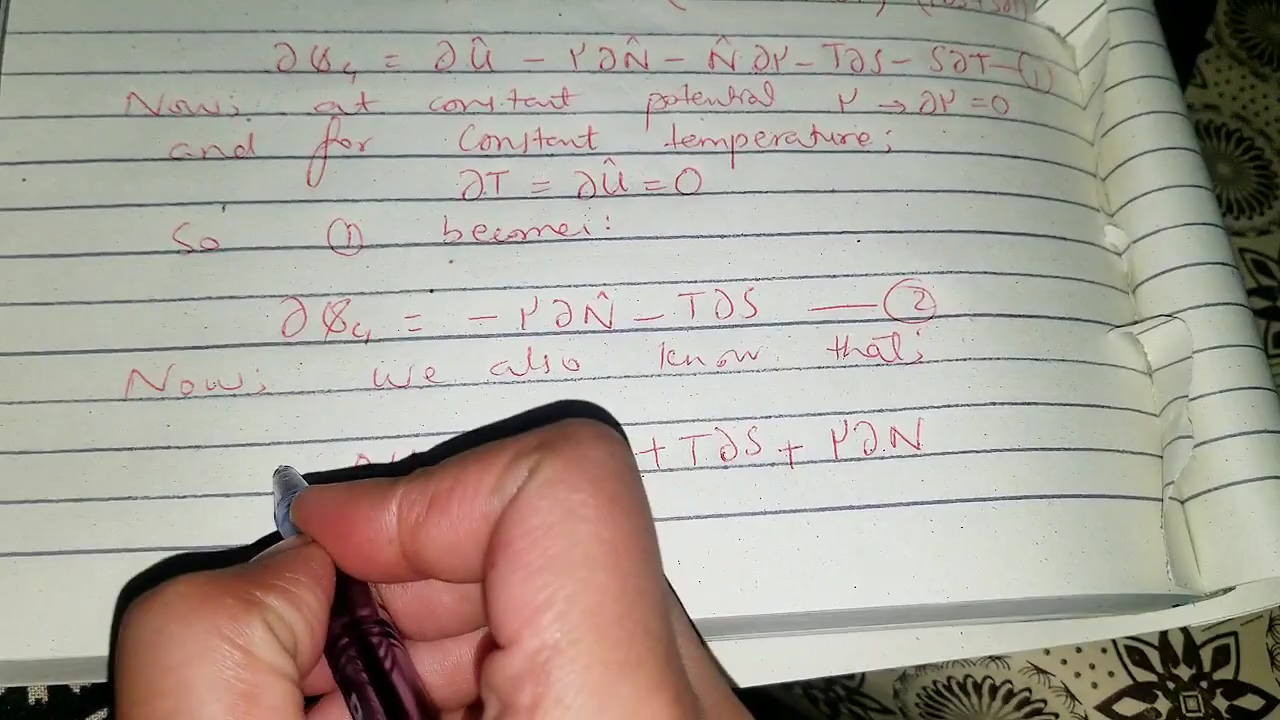 ∂Φ_G = ∂Û − μ∂N̂ − N̂∂μ − T∂S − S∂T —(1)
Now; at constant potential μ → ∂μ = 0
and for constant temperature;
∂T = ∂Û = 0
So (1) become:
∂Φ_G = − μ∂N̂ − T∂S —(2)
Now; we also know that;
+ T∂S + μ∂N